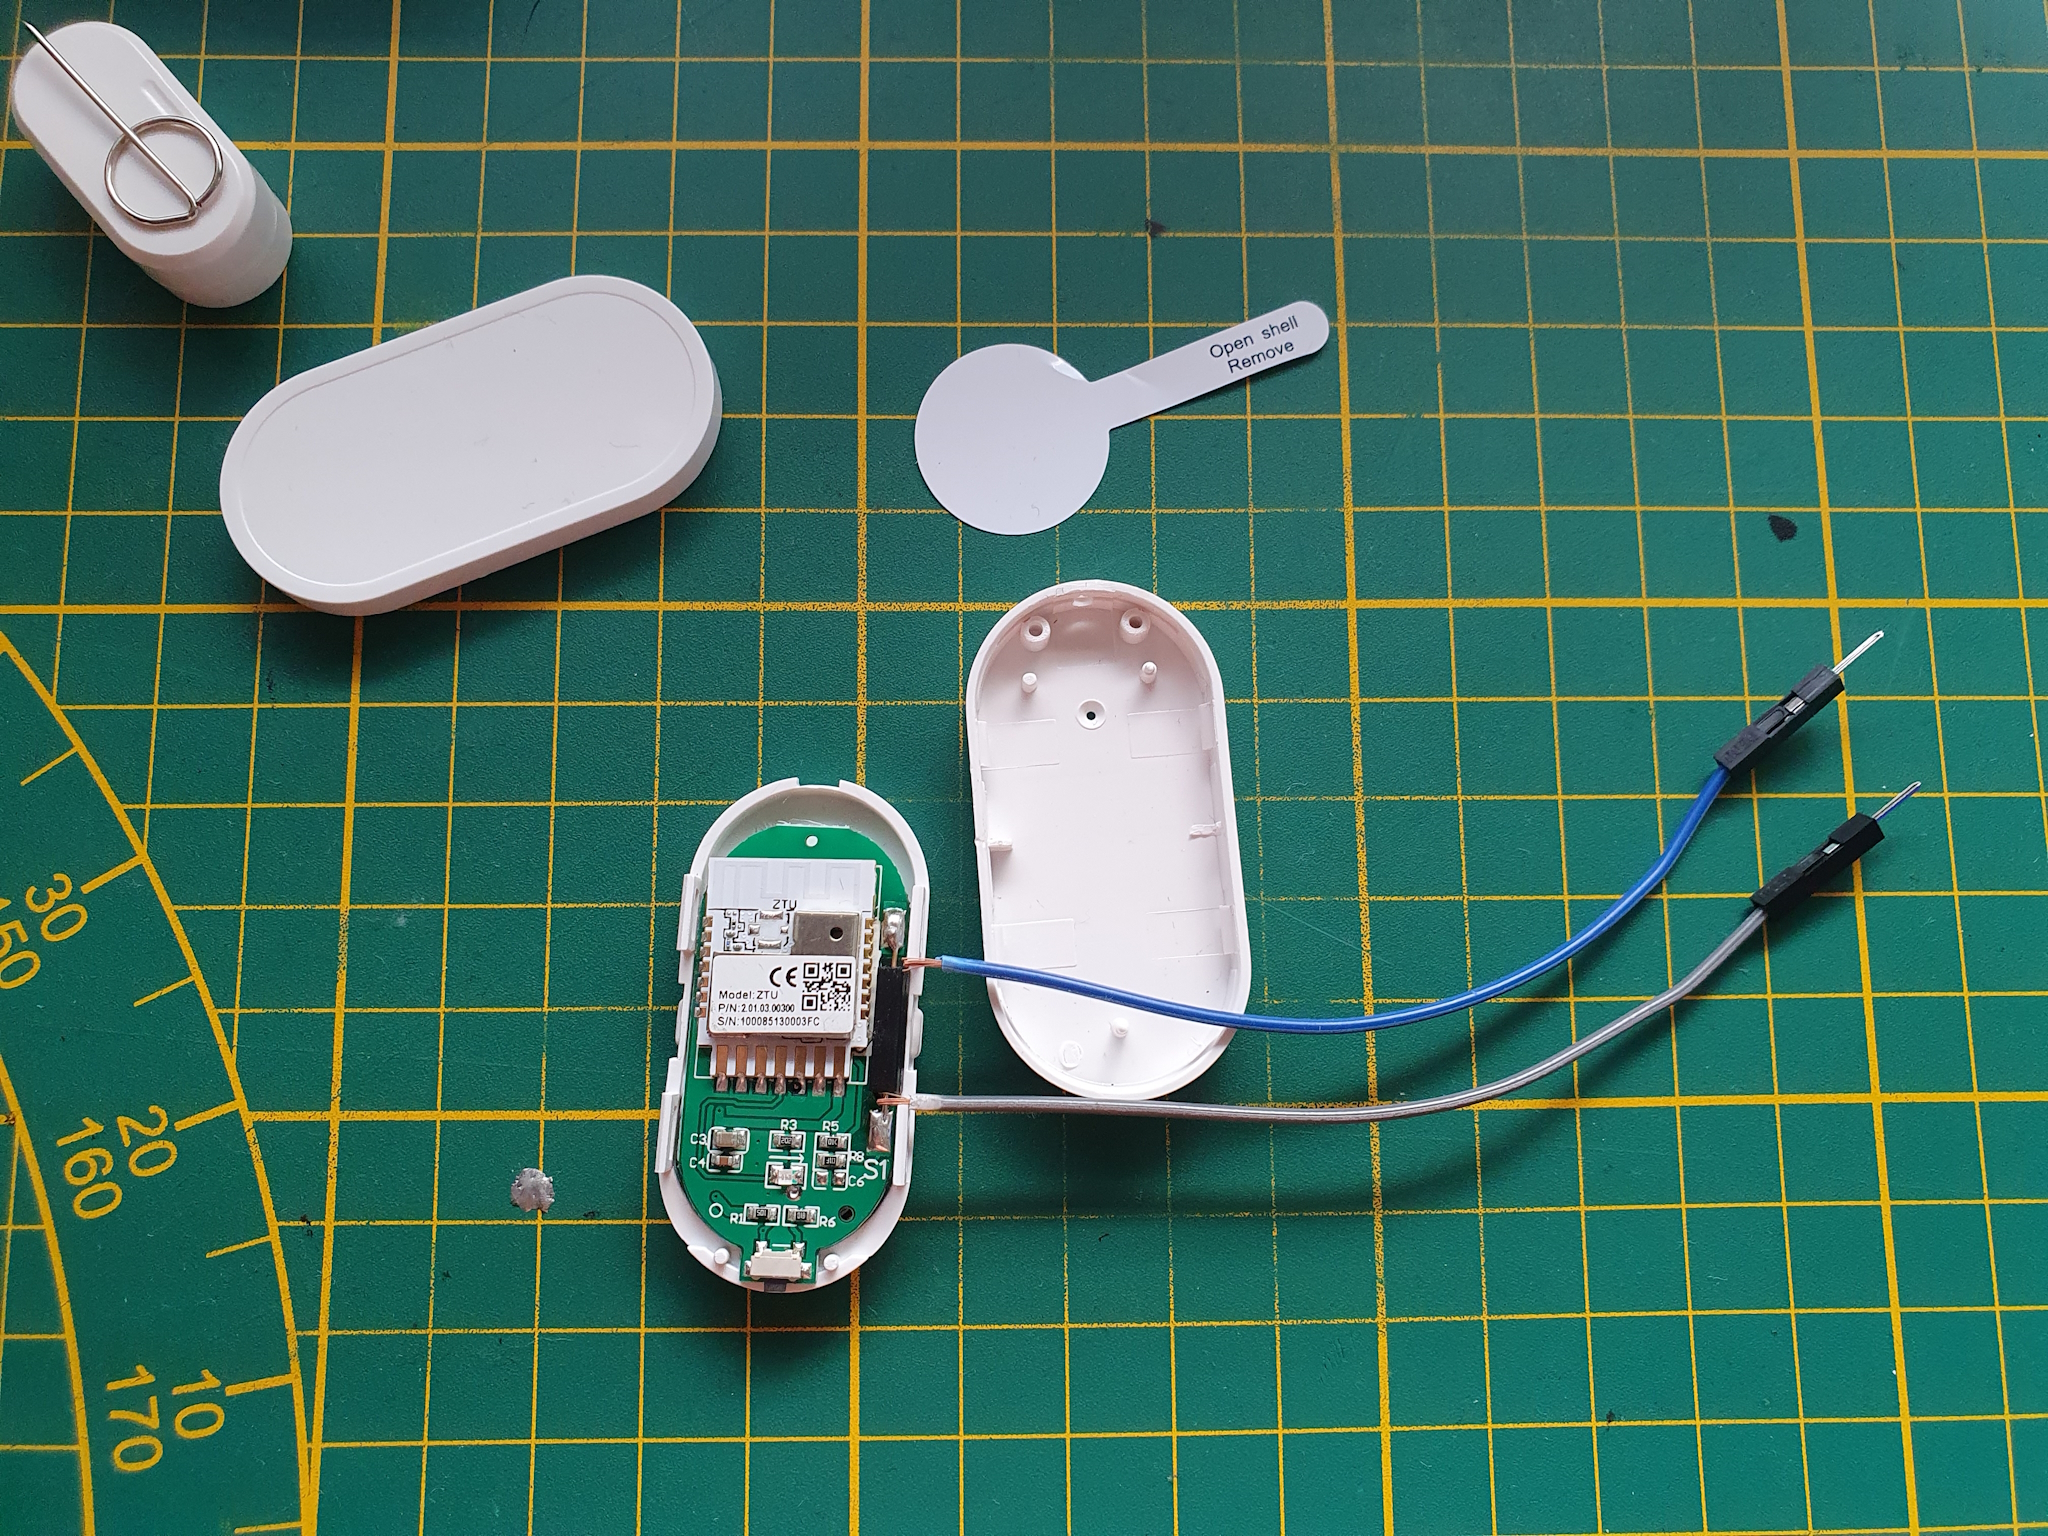 Open shell
Remove
ZTU
CE
Model: ZTU
P/N: 2.01.03.00300
S/N: 100085130003FC
R3
R5
C3
R8
C4
S1
C6
R1
R6
30
150
20
160
10
170